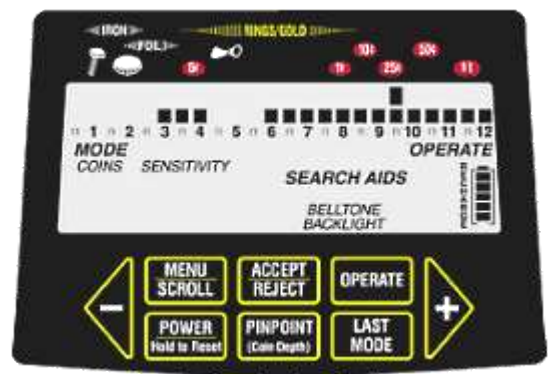 IRON RINGS/GOLD
FOIL
10¢ 50¢
5¢ 1¢ 25¢ $1
1 2 3 4 5 6 7 8 9 10 11 12
MODE OPERATE
COINS SENSITIVITY
SEARCH AIDS
BELLTONE
BACKLIGHT
MENU
SCROLL
ACCEPT
REJECT
OPERATE
POWER
Hold to Reset
PINPOINT
(Coin Depth)
LAST
MODE
- +